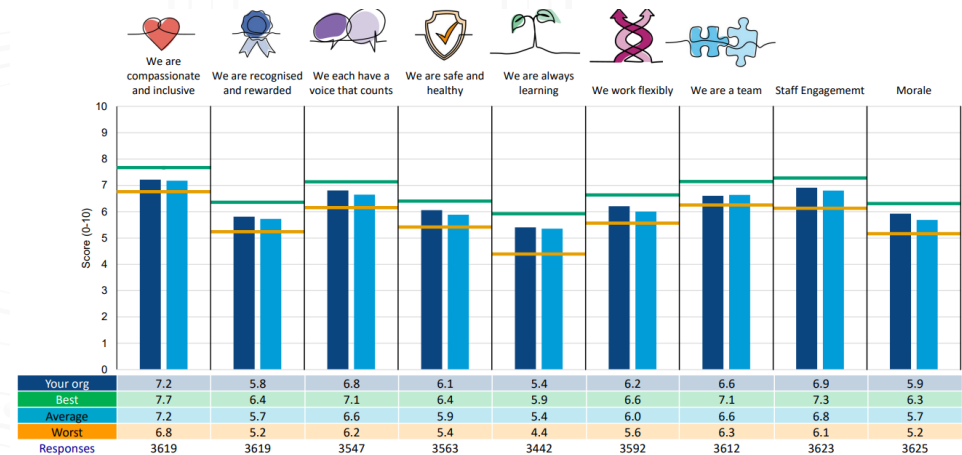 We are
compassionate
and inclusive
We are recognised
and rewarded
We each have a
voice that counts
We are safe and
healthy
We are always
learning
We work flexibly
We are a team
Staff Engagememt
Morale
Score (0-10)
10
9
8
7
6
5
4
3
2
1
0
Your org 7.2 5.8 6.8 6.1 5.4 6.2 6.6 6.9 5.9
Best 7.7 6.4 7.1 6.4 5.9 6.6 7.1 7.3 6.3
Average 7.2 5.7 6.6 5.9 5.4 6.0 6.6 6.8 5.7
Worst 6.8 5.2 6.2 5.4 4.4 5.6 6.3 6.1 5.2
Responses 3619 3619 3547 3563 3442 3592 3612 3623 3625